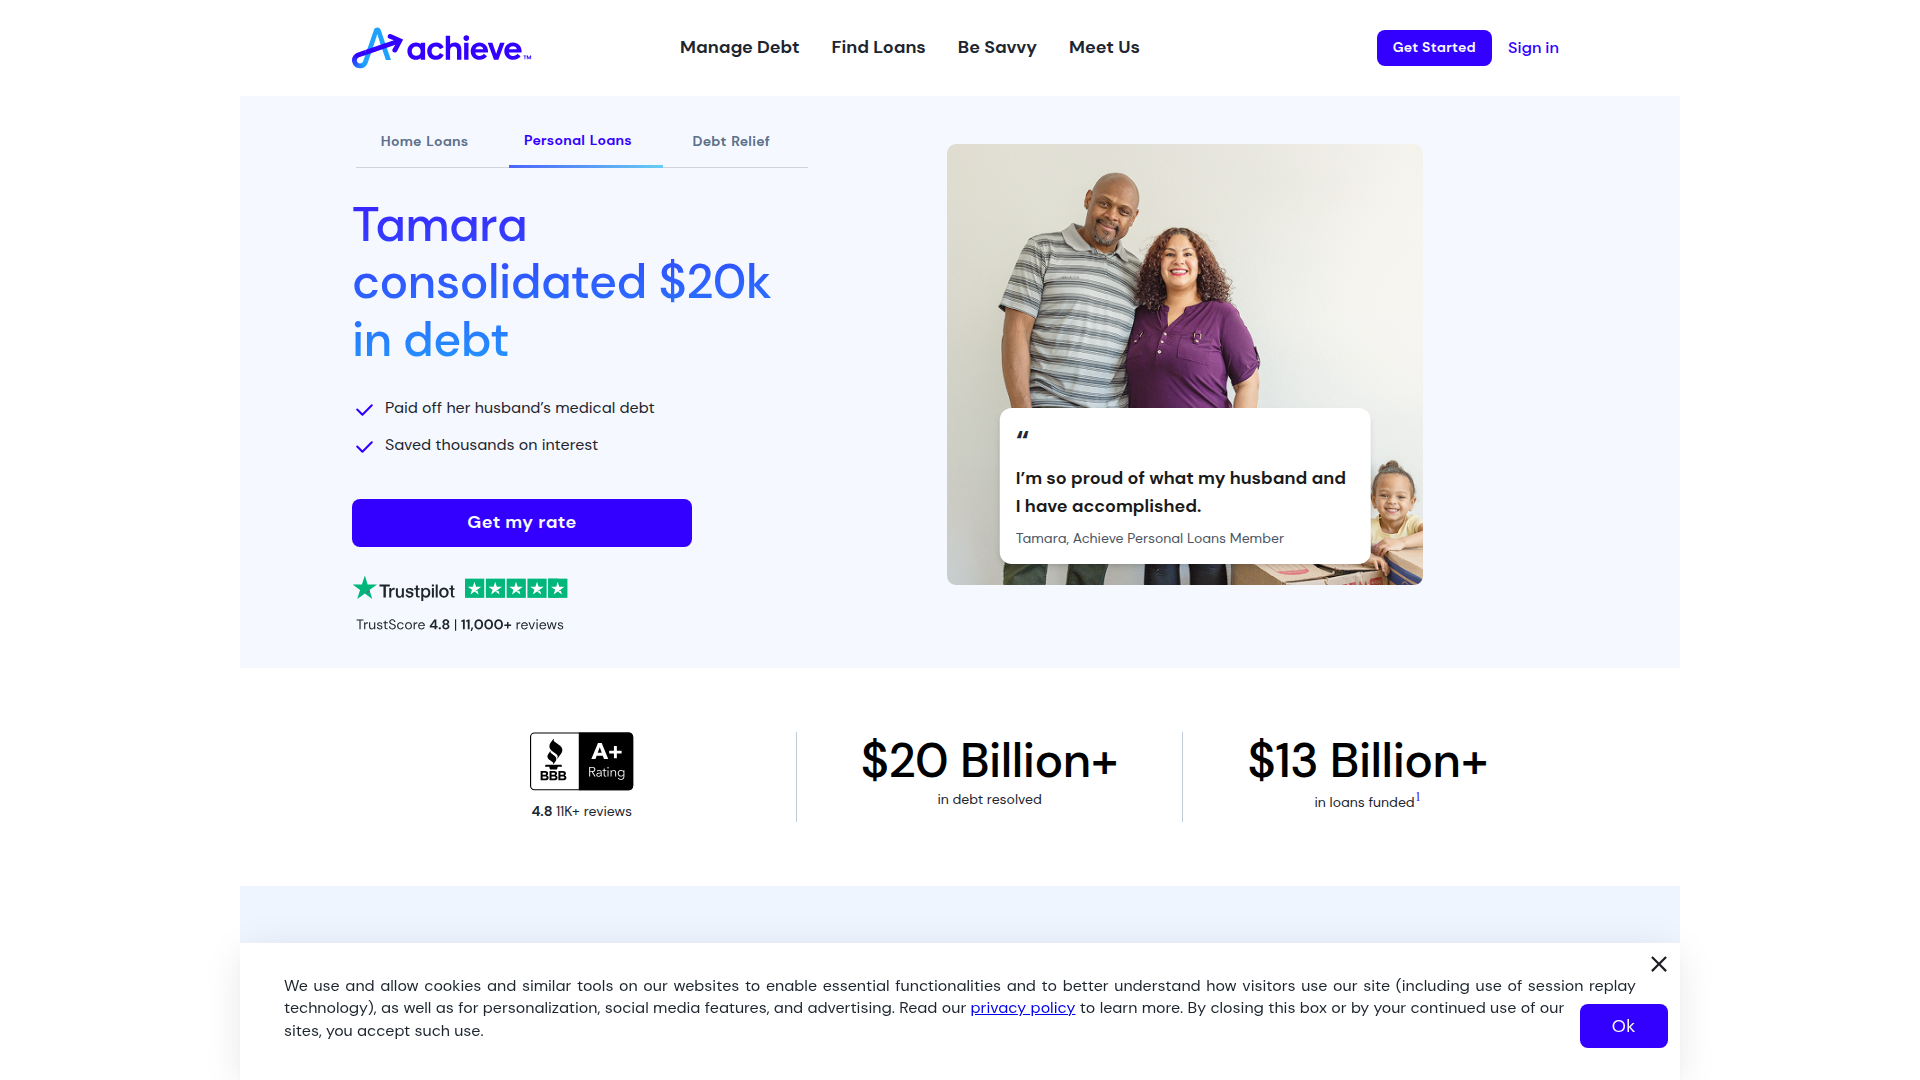 achieve™
Manage Debt
Find Loans
Be Savvy
Meet Us
Get Started
Sign in
Home Loans
Personal Loans
Debt Relief
Tamara
consolidated $20k
in debt
Paid off her husband’s medical debt
Saved thousands on interest
Get my rate
Trustpilot
TrustScore 4.8 | 11,000+ reviews
“
I’m so proud of what my husband and
I have accomplished.
Tamara, Achieve Personal Loans Member
BBB
A+
Rating
4.8 11K+ reviews
$20 Billion+
in debt resolved
$13 Billion+
in loans funded1
We use and allow cookies and similar tools on our websites to enable essential functionalities and to better understand how visitors use our site (including use of session replay
technology), as well as for personalization, social media features, and advertising. Read our privacy policy to learn more. By closing this box or by your continued use of our
sites, you accept such use.
Ok